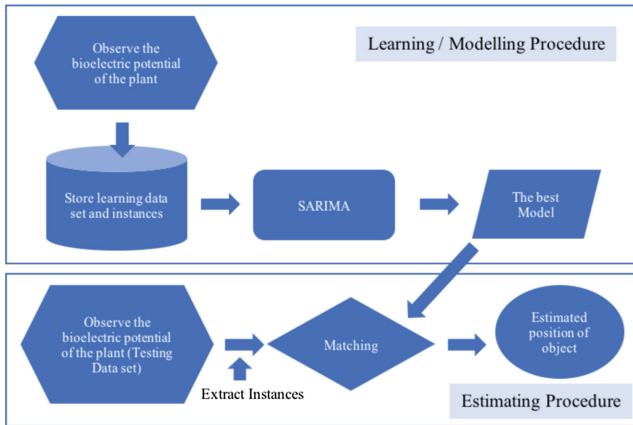 Observe the
bioelectric potential
of the plant
Learning / Modelling Procedure
Store learning data
set and instances
SARIMA
The best
Model
Observe the
bioelectric potential
of the plant (Testing
Data set)
Extract Instances
Matching
Estimated
position of
object
Estimating Procedure